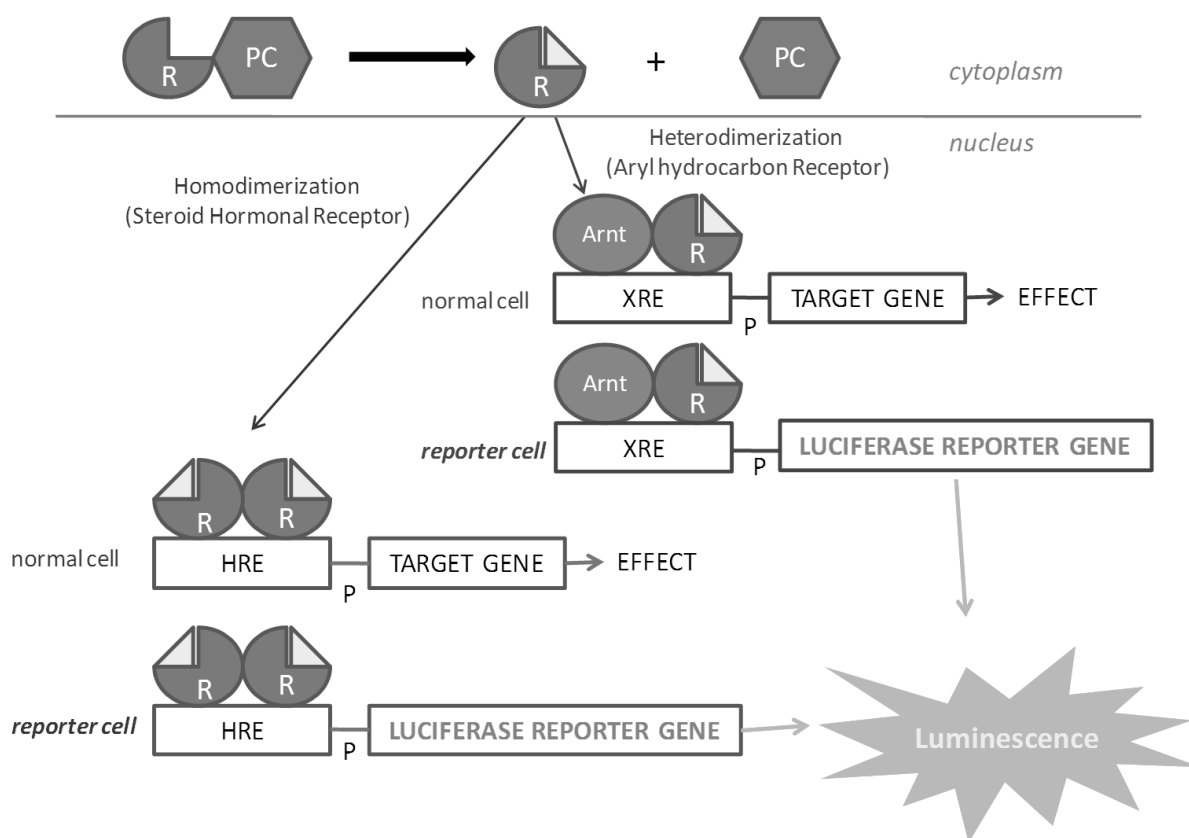 R
PC
R
+
PC
cytoplasm
nucleus
Heterodimerization
(Aryl hydrocarbon Receptor)
Homodimerization
(Steroid Hormonal Receptor)
Arnt
R
normal cell
XRE
P
TARGET GENE
EFFECT
Arnt
R
reporter cell
XRE
P
LUCIFERASE REPORTER GENE
R
R
normal cell
HRE
P
TARGET GENE
EFFECT
R
R
reporter cell
HRE
P
LUCIFERASE REPORTER GENE
Luminescence